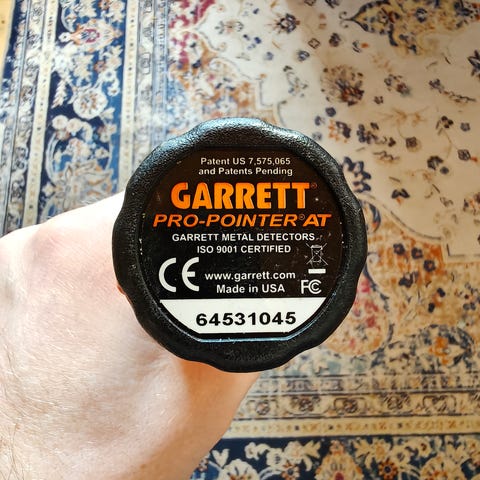 Patent US 7,575,065
and Patents Pending
GARRETT®
PRO-POINTER® AT
GARRETT METAL DETECTORS
ISO 9001 CERTIFIED
CE www.garrett.com FC
Made in USA
64531045